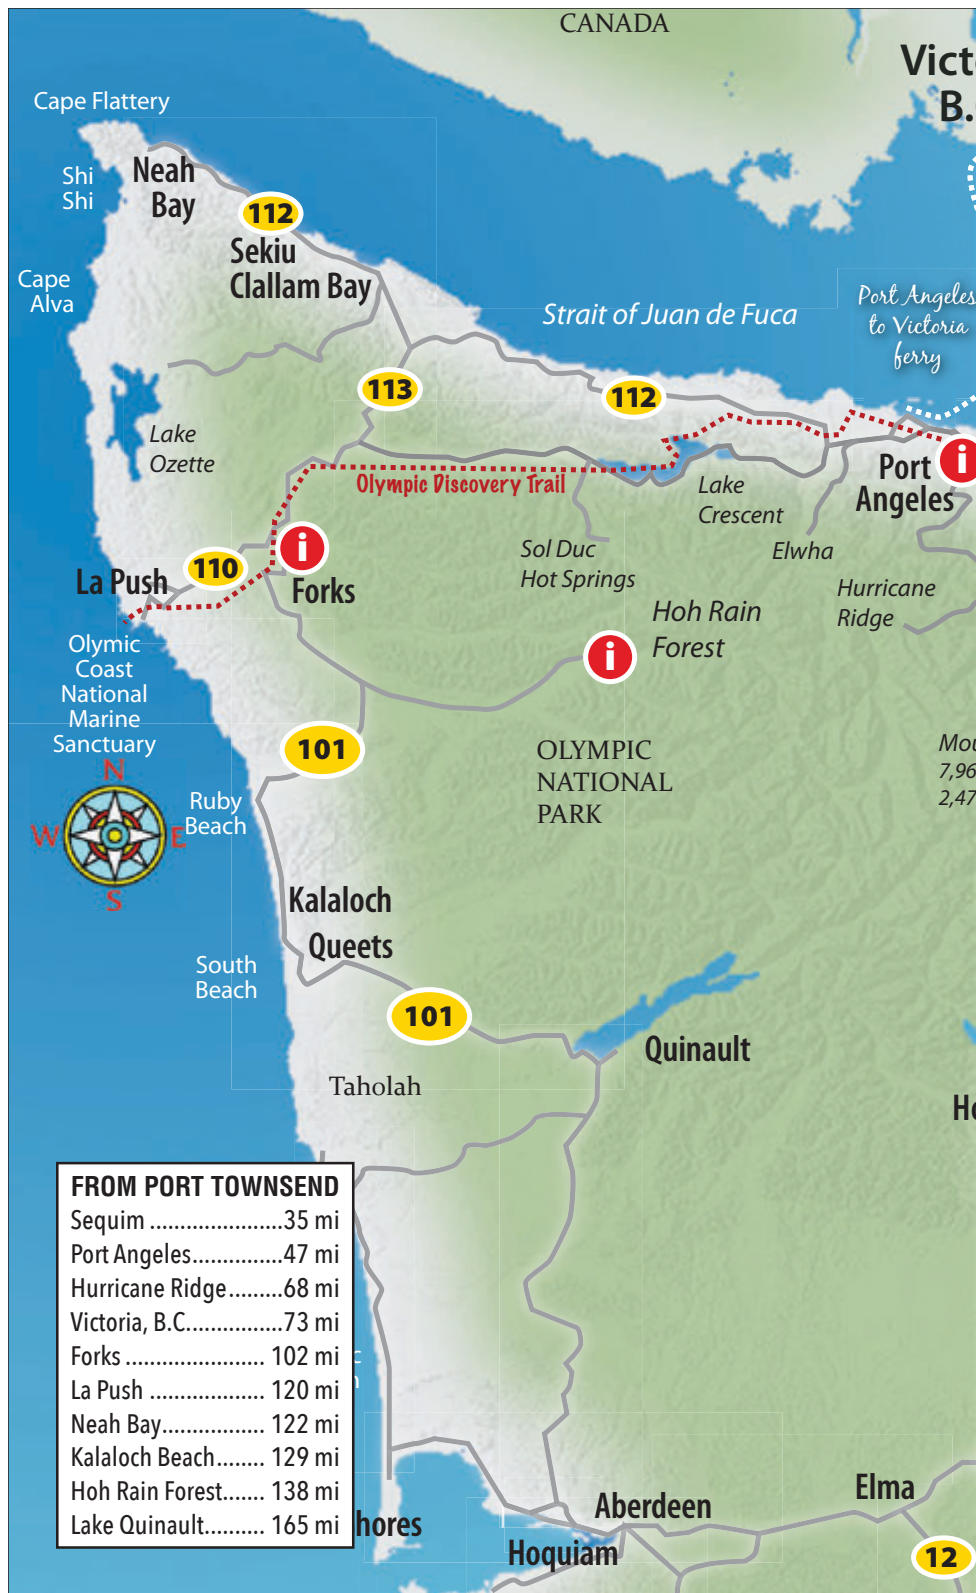 CANADA
Cape Flattery
Shi
Shi
Neah
Bay
112
Sekiu
Clallam Bay
Cape
Alva
Strait of Juan de Fuca
Port Angeles
to Victoria
ferry
113
112
Lake
Ozette
Olympic Discovery Trail
Lake
Crescent
Port
Angeles
i
i
110
La Push
Forks
Sol Duc
Hot Springs
Elwha
Hurricane
Ridge
Hoh Rain
Forest
i
Olymic
Coast
National
Marine
Sanctuary
101
OLYMPIC
NATIONAL
PARK
7,96
2,47
N
W
E
S
Ruby
Beach
Kalaloch
Queets
South
Beach
101
Quinault
Taholah
FROM PORT TOWNSEND
Sequim ......................35 mi
Port Angeles...............47 mi
Hurricane Ridge.........68 mi
Victoria, B.C................73 mi
Forks ....................... 102 mi
La Push ................... 120 mi
Neah Bay................. 122 mi
Kalaloch Beach........ 129 mi
Hoh Rain Forest....... 138 mi
Lake Quinault.......... 165 mi
hores
Aberdeen
Hoquiam
Elma
12